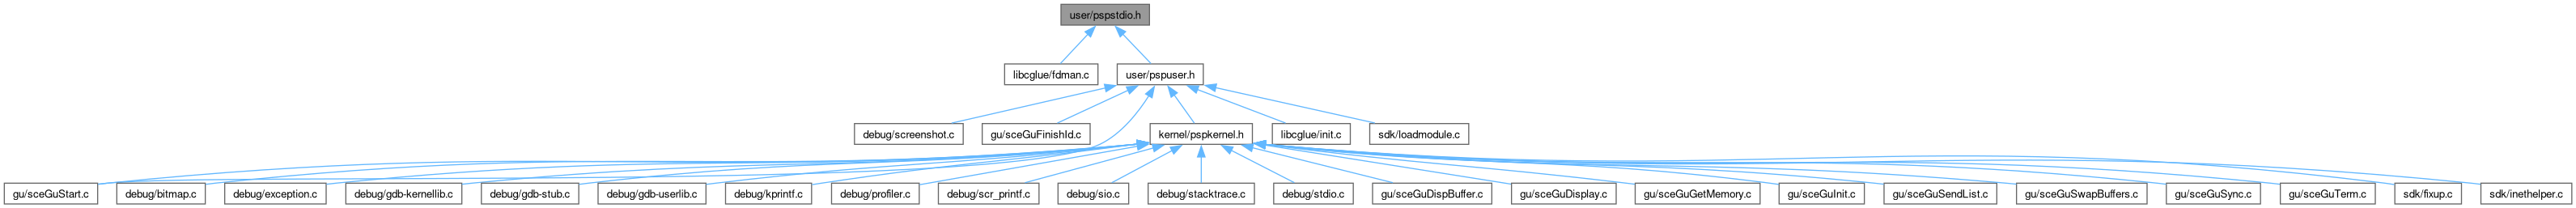 user/pspstdio.h
libcglue/fdman.c
user/pspuser.h
debug/screenshot.c
gu/sceGuFinishId.c
kernel/pspkernel.h
libcglue/init.c
sdk/loadmodule.c
gu/sceGuStart.c
debug/bitmap.c
debug/exception.c
debug/gdb-kernellib.c
debug/gdb-stub.c
debug/gdb-userlib.c
debug/kprintf.c
debug/profiler.c
debug/scr_printf.c
debug/sio.c
debug/stacktrace.c
debug/stdio.c
gu/sceGuDispBuffer.c
gu/sceGuDisplay.c
gu/sceGuGetMemory.c
gu/sceGuInit.c
gu/sceGuSendList.c
gu/sceGuSwapBuffers.c
gu/sceGuSync.c
gu/sceGuTerm.c
sdk/fixup.c
sdk/inethelper.c